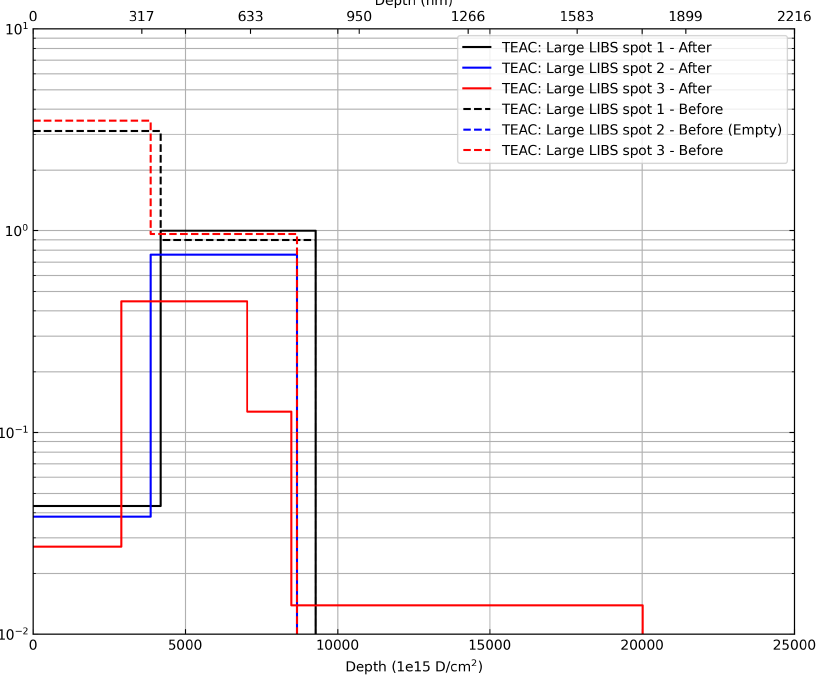 Depth (nm)
0 317 633 950 1266 1583 1899 2216
10¹
TEAC: Large LIBS spot 1 - After
TEAC: Large LIBS spot 2 - After
TEAC: Large LIBS spot 3 - After
TEAC: Large LIBS spot 1 - Before
TEAC: Large LIBS spot 2 - Before (Empty)
TEAC: Large LIBS spot 3 - Before
10⁰
10⁻¹
10⁻²
0 5000 10000 15000 20000 25000
Depth (1e15 D/cm²)